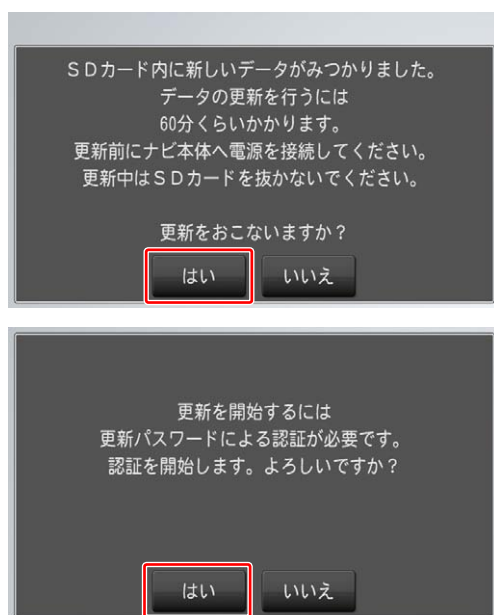 ＳＤカード内に新しいデータがみつかりました。
データの更新を行うには
60分くらいかかります。
更新前にナビ本体へ電源を接続してください。
更新中はＳＤカードを抜かないでください。
更新をおこないますか？
はい いいえ
更新を開始するには
更新パスワードによる認証が必要です。
認証を開始します。よろしいですか？
はい いいえ